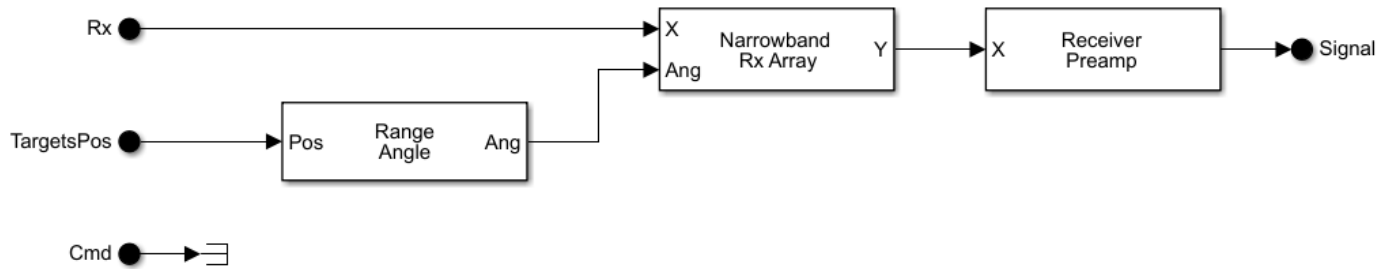 Rx
X
Narrowband
Rx Array
Y
Ang
X
Receiver
Preamp
Signal
TargetsPos
Pos
Range
Angle
Ang
Cmd